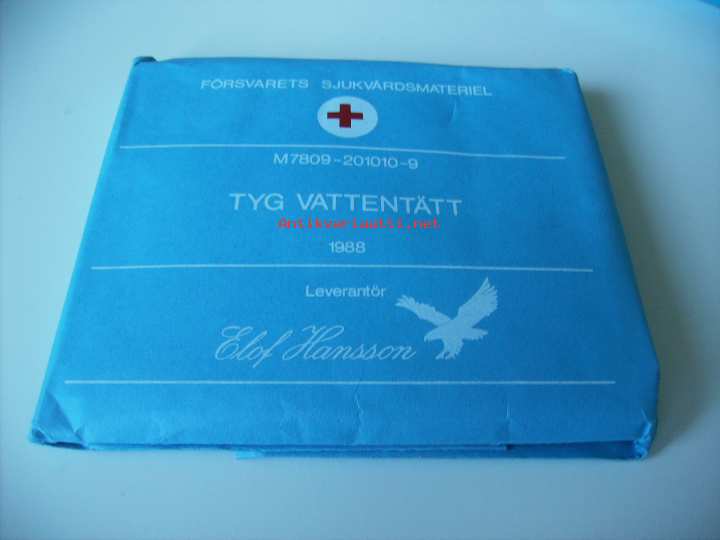 FÖRSVARETS SJUKVÅRDSMATERIEL
M7809-201010-9
TYG VATTENTÄTT
Antikvariaatti.net
1988
Leverantör
Elof Hansson